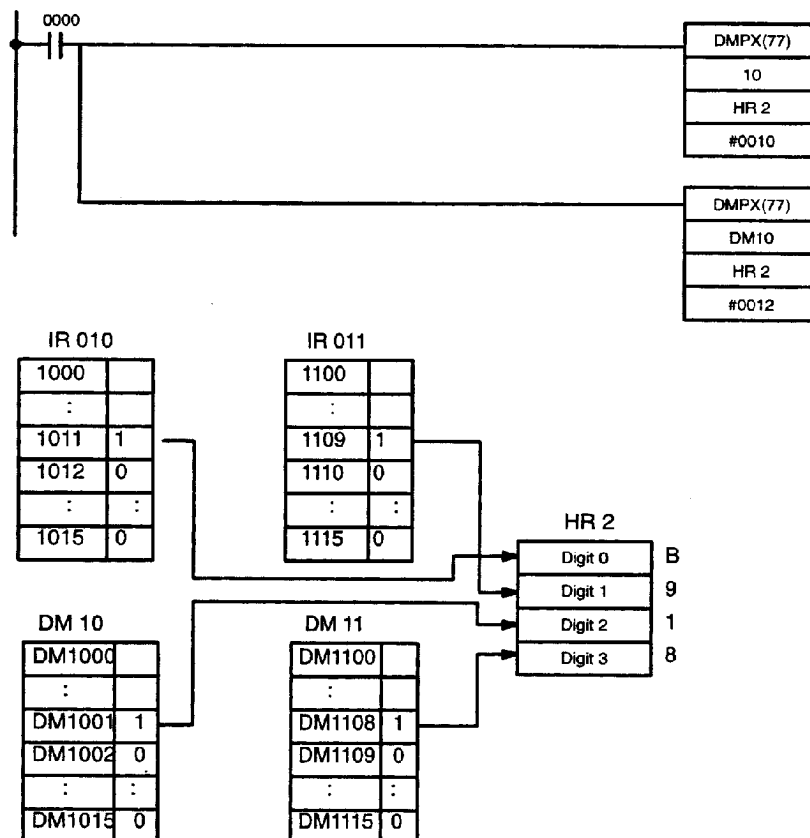 0000
DMPX(77)
10
HR 2
#0010
DMPX(77)
DM10
HR 2
#0012
IR 010
1000
:
1011 1
1012 0
: :
1015 0
IR 011
1100
:
1109 1
1110 0
: :
1115 0
HR 2
Digit 0 B
Digit 1 9
Digit 2 1
Digit 3 8
DM 10
DM1000
:
DM1001 1
DM1002 0
: :
DM1015 0
DM 11
DM1100
:
DM1108 1
DM1109 0
: :
DM1115 0